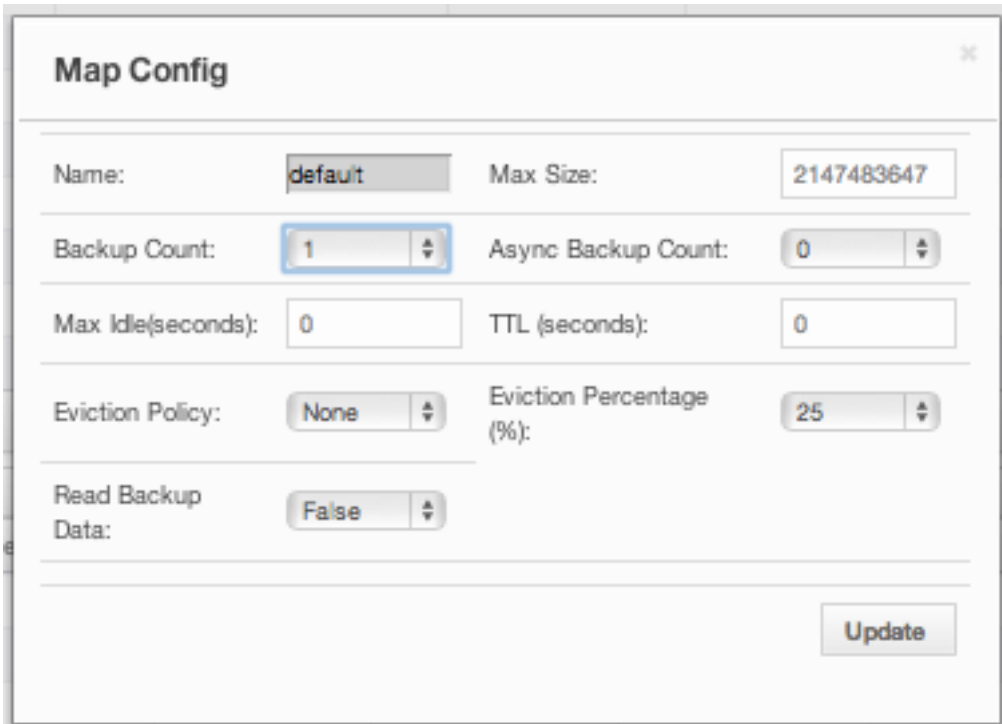 Map Config
×
Name: default Max Size: 2147483647
Backup Count: 1 Async Backup Count: 0
Max Idle(seconds): 0 TTL (seconds): 0
Eviction Policy: None Eviction Percentage
(%): 25
Read Backup
Data: False
Update
e